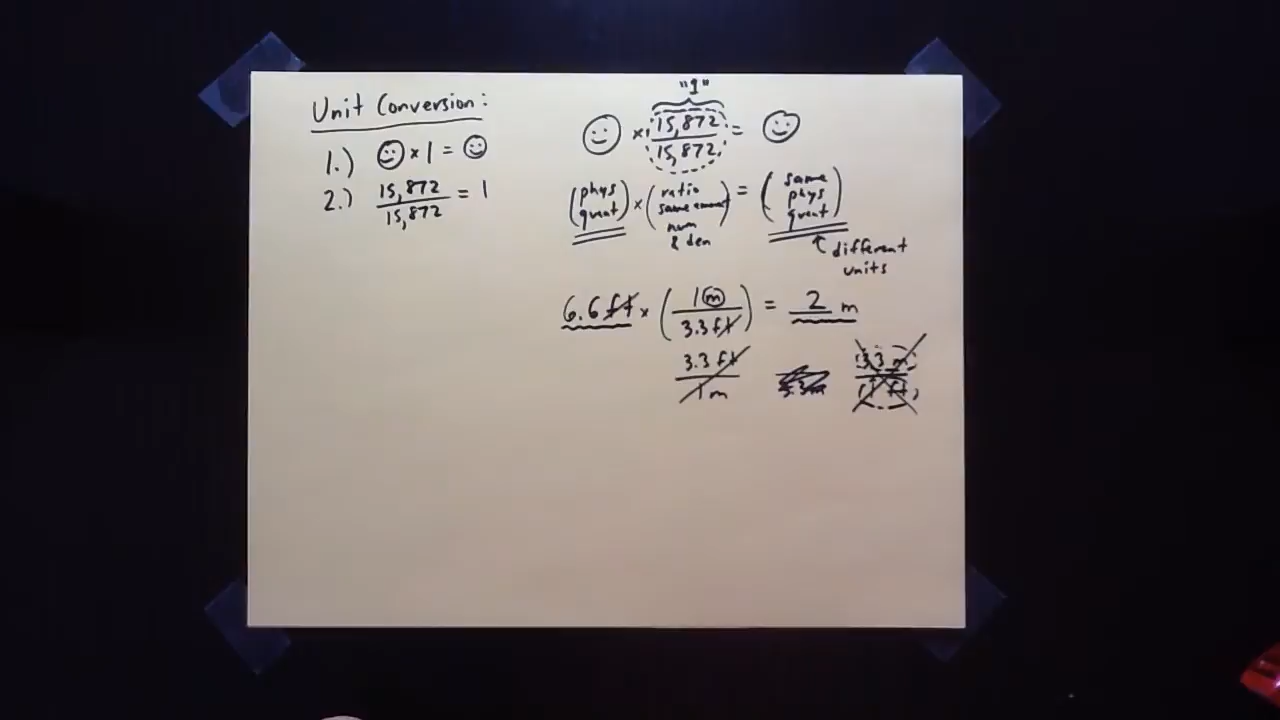 Unit Conversion:
1.) ☺ × 1 = ☺
2.) 15,872 / 15,872 = 1
"1"
☺ × 15,872 / 15,872 = ☺
(phys quant) × (ratio same amount num & den) = (same phys quant)
↑ different
units
6.6 ft × (1 m / 3.3 ft) = 2 m
3.3 ft / 1 m
3.3 m / 1 ft